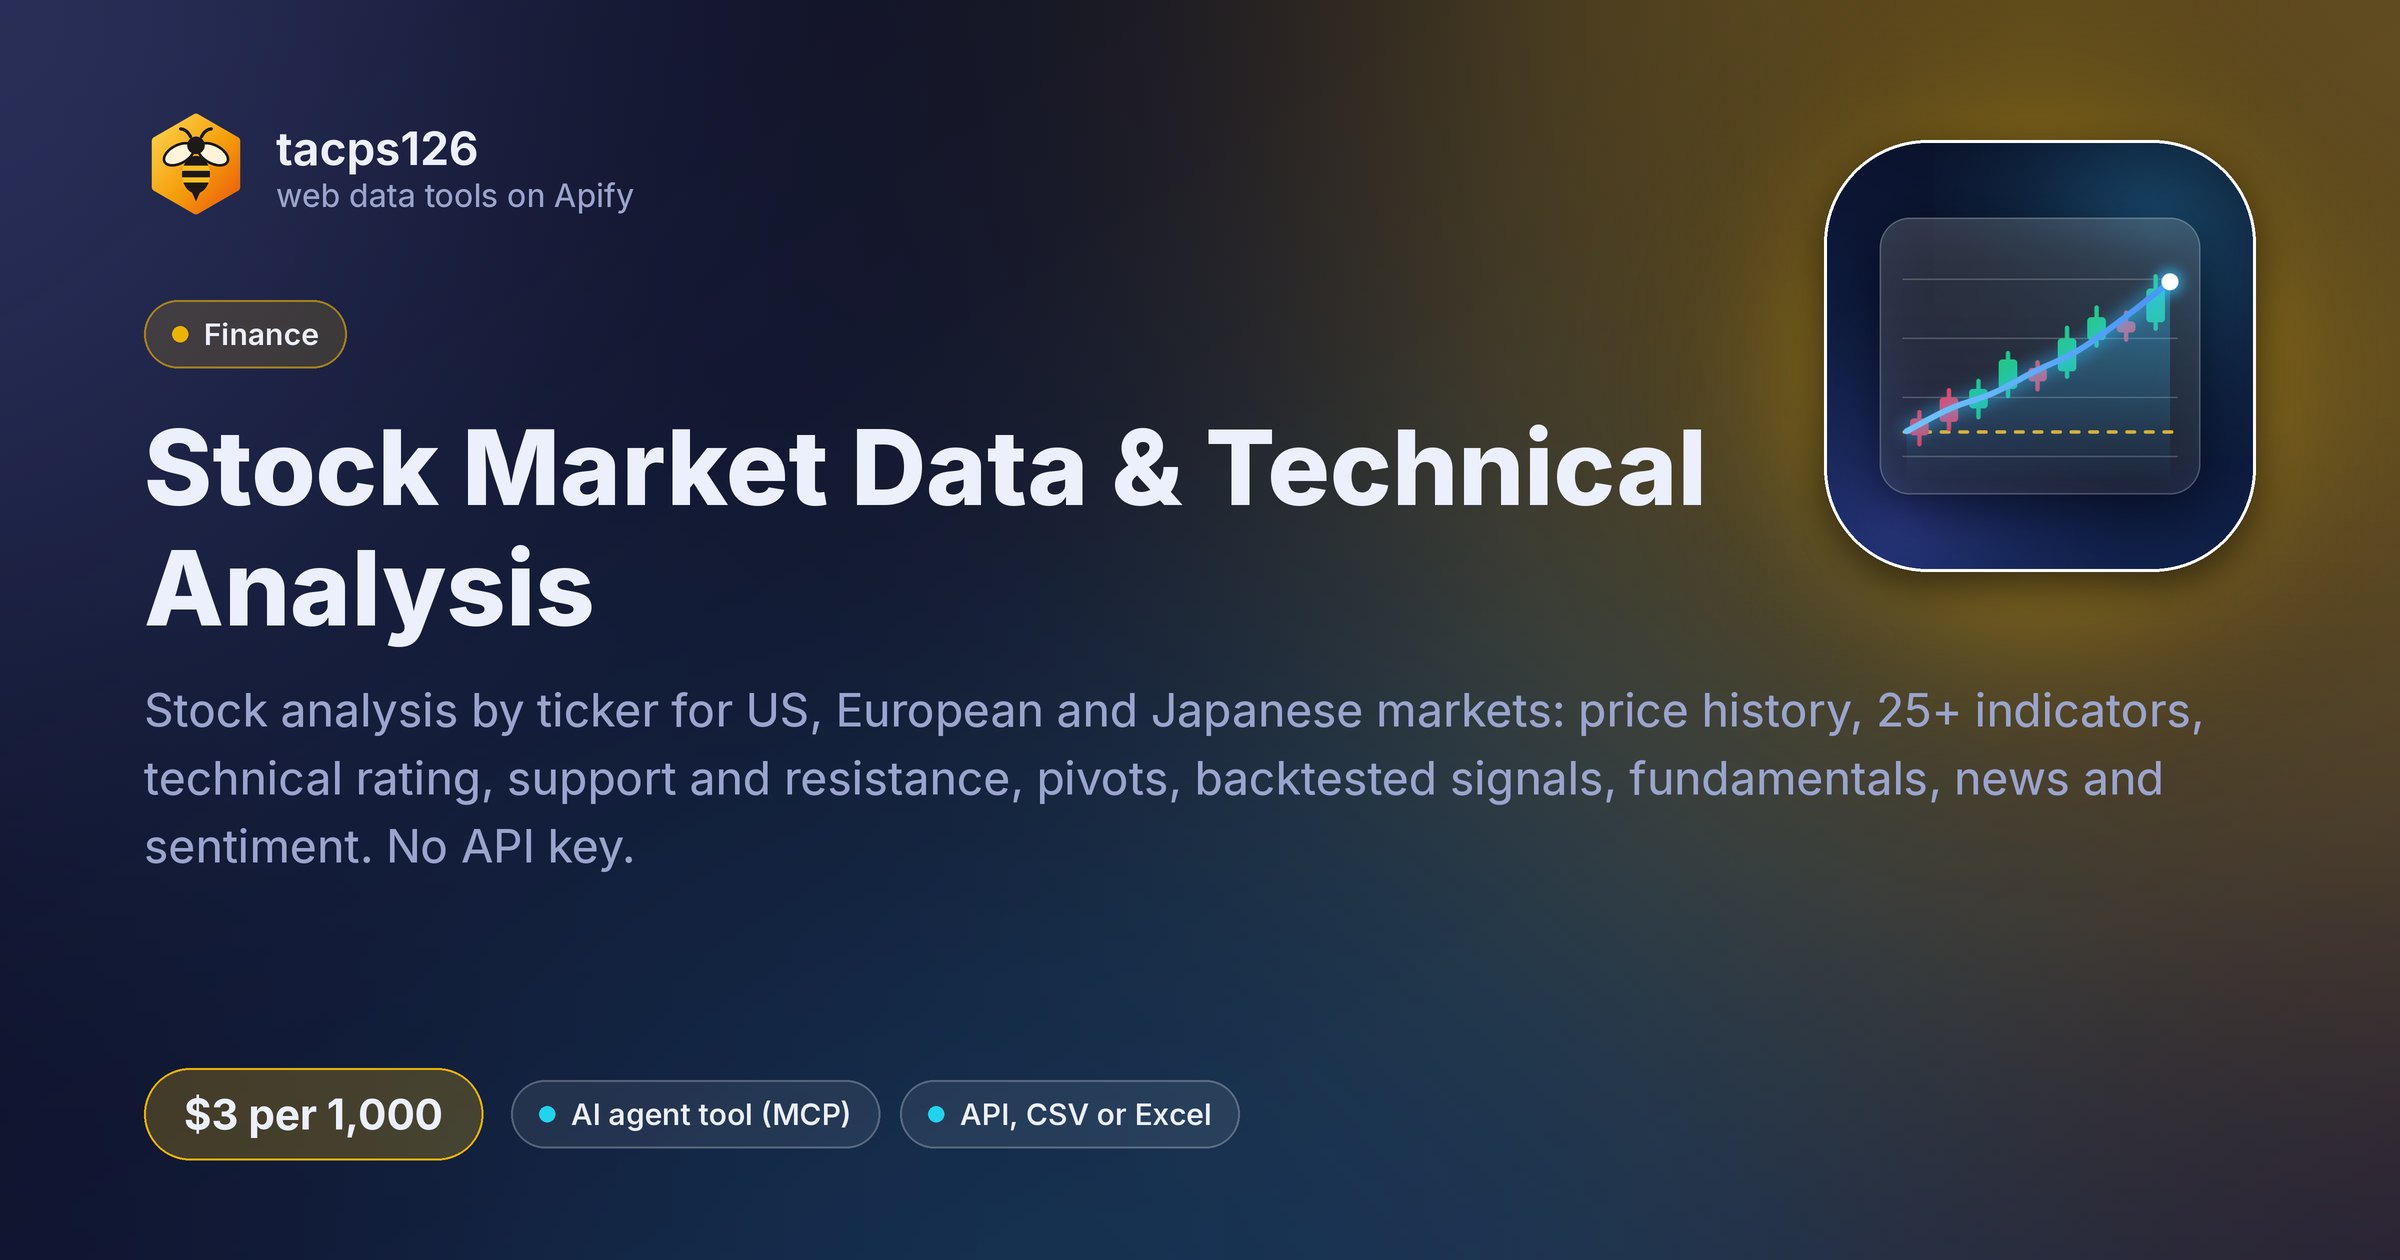 tacps126
web data tools on Apify
Finance
Stock Market Data & Technical
Analysis
Stock analysis by ticker for US, European and Japanese markets: price history, 25+ indicators,
technical rating, support and resistance, pivots, backtested signals, fundamentals, news and
sentiment. No API key.
$3 per 1,000
AI agent tool (MCP)
API, CSV or Excel